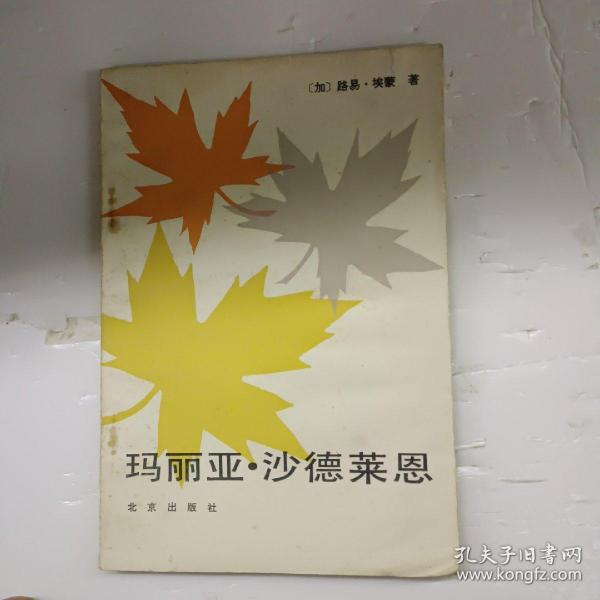 〔加〕路易·埃蒙 著
玛丽亚·沙德莱恩
北京出版社
孔夫子旧书网
www.kongfz.com